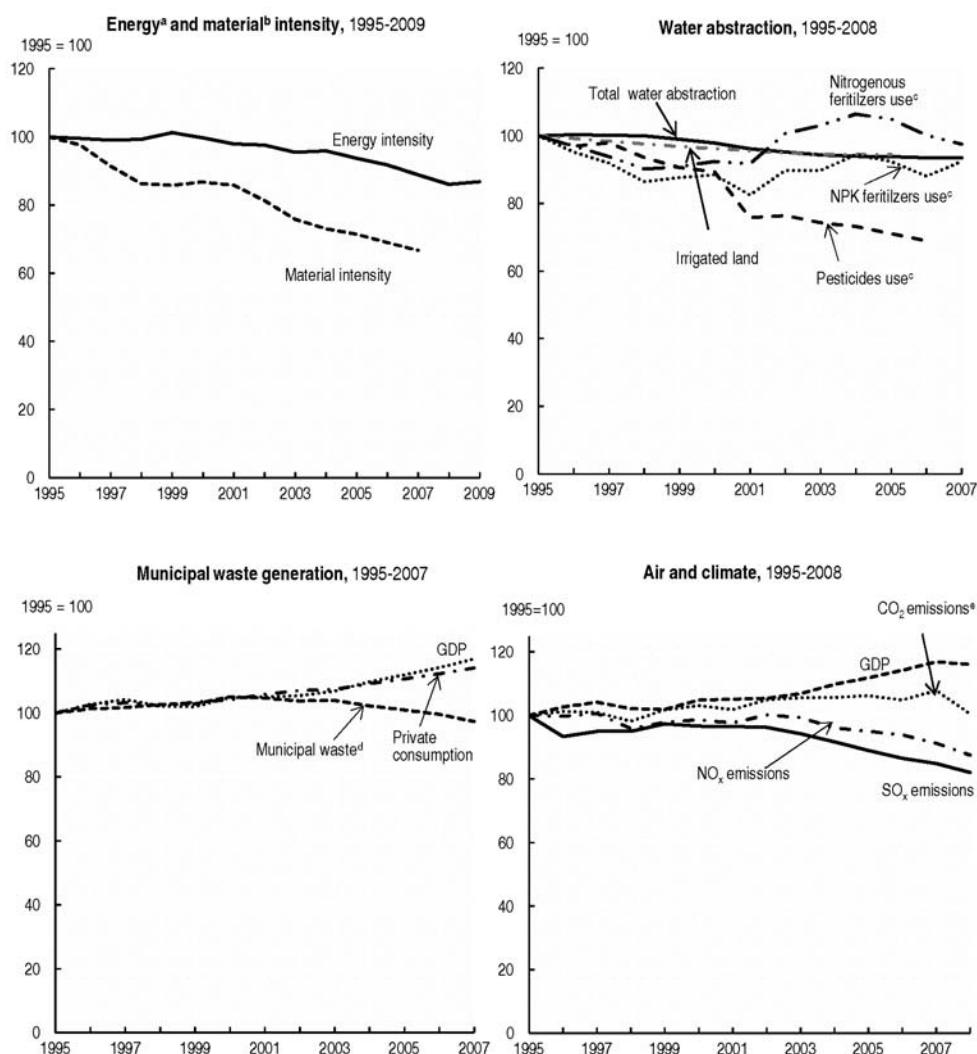 Energyᵃ and materialᵇ intensity, 1995-2009
1995 = 100
120
100
80
60
40
20
0
Energy intensity
Material intensity
1995 1997 1999 2001 2003 2005 2007 2009
Water abstraction, 1995-2008
1995 = 100
120
100
80
60
40
20
0
Total water abstraction
Nitrogenous
feritilzers useᶜ
NPK feritilzers useᶜ
Irrigated land
Pesticides useᶜ
1995 1997 1999 2001 2003 2005 2007
Municipal waste generation, 1995-2007
1995 = 100
120
100
80
60
40
20
0
GDP
Municipal wasteᵈ
Private
consumption
1995 1997 1999 2001 2003 2005 2007
Air and climate, 1995-2008
1995=100
120
100
80
60
40
20
0
CO₂ emissionsᵉ
GDP
NOₓ emissions
SOₓ emissions
1995 1997 1999 2001 2003 2005 2007